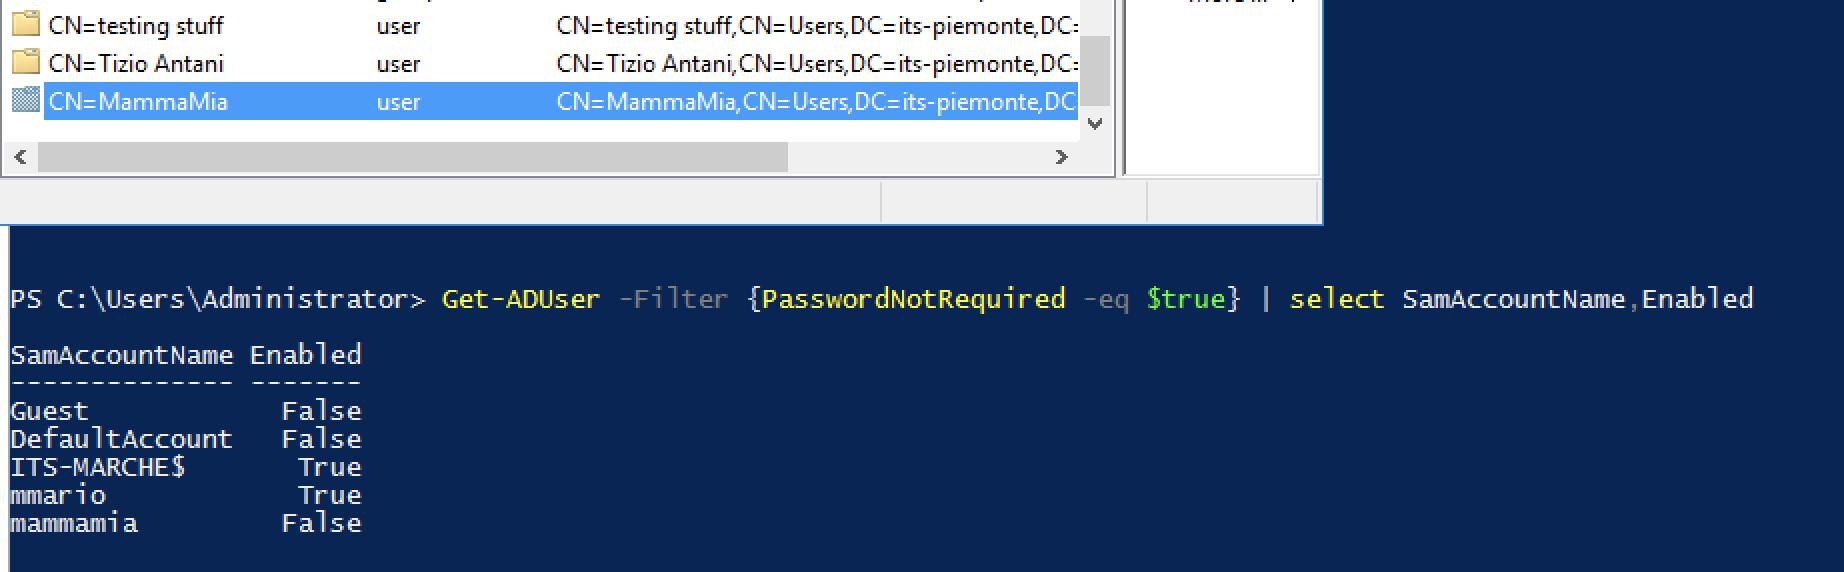 CN=testing stuff user CN=testing stuff,CN=Users,DC=its-piemonte,DC=
CN=Tizio Antani user CN=Tizio Antani,CN=Users,DC=its-piemonte,DC=
CN=MammaMia user CN=MammaMia,CN=Users,DC=its-piemonte,DC
PS C:\Users\Administrator> Get-ADUser -Filter {PasswordNotRequired -eq $true} | select SamAccountName,Enabled
SamAccountName Enabled
-------------- -------
Guest False
DefaultAccount False
ITS-MARCHE$ True
mmario True
mammamia False